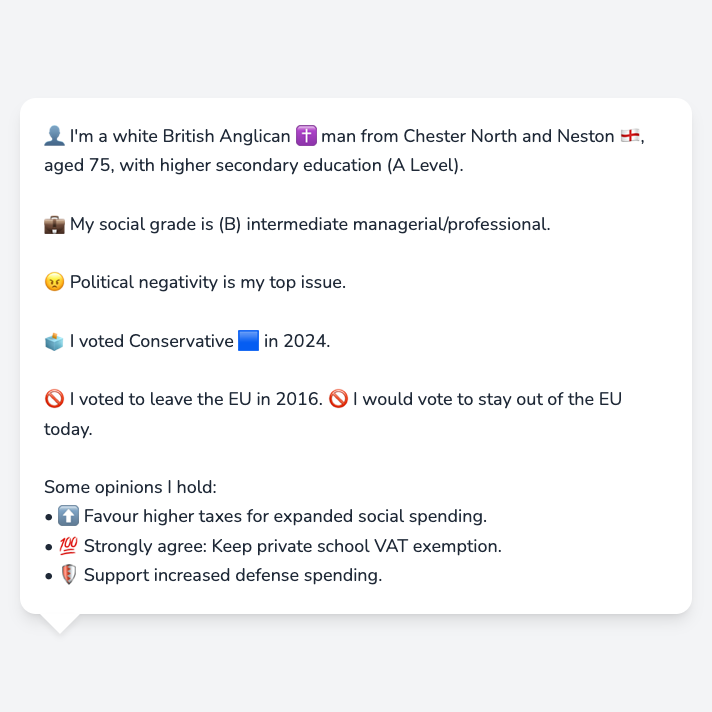 👤 I'm a white British Anglican ✝️ man from Chester North and Neston 🏴󠁧󠁢󠁥󠁮󠁧󠁿,
aged 75, with higher secondary education (A Level).
💼 My social grade is (B) intermediate managerial/professional.
😠 Political negativity is my top issue.
🗳️ I voted Conservative 🟦 in 2024.
🚫 I voted to leave the EU in 2016. 🚫 I would vote to stay out of the EU
today.
Some opinions I hold:
• ⬆️ Favour higher taxes for expanded social spending.
• 💯 Strongly agree: Keep private school VAT exemption.
• 🛡️ Support increased defense spending.